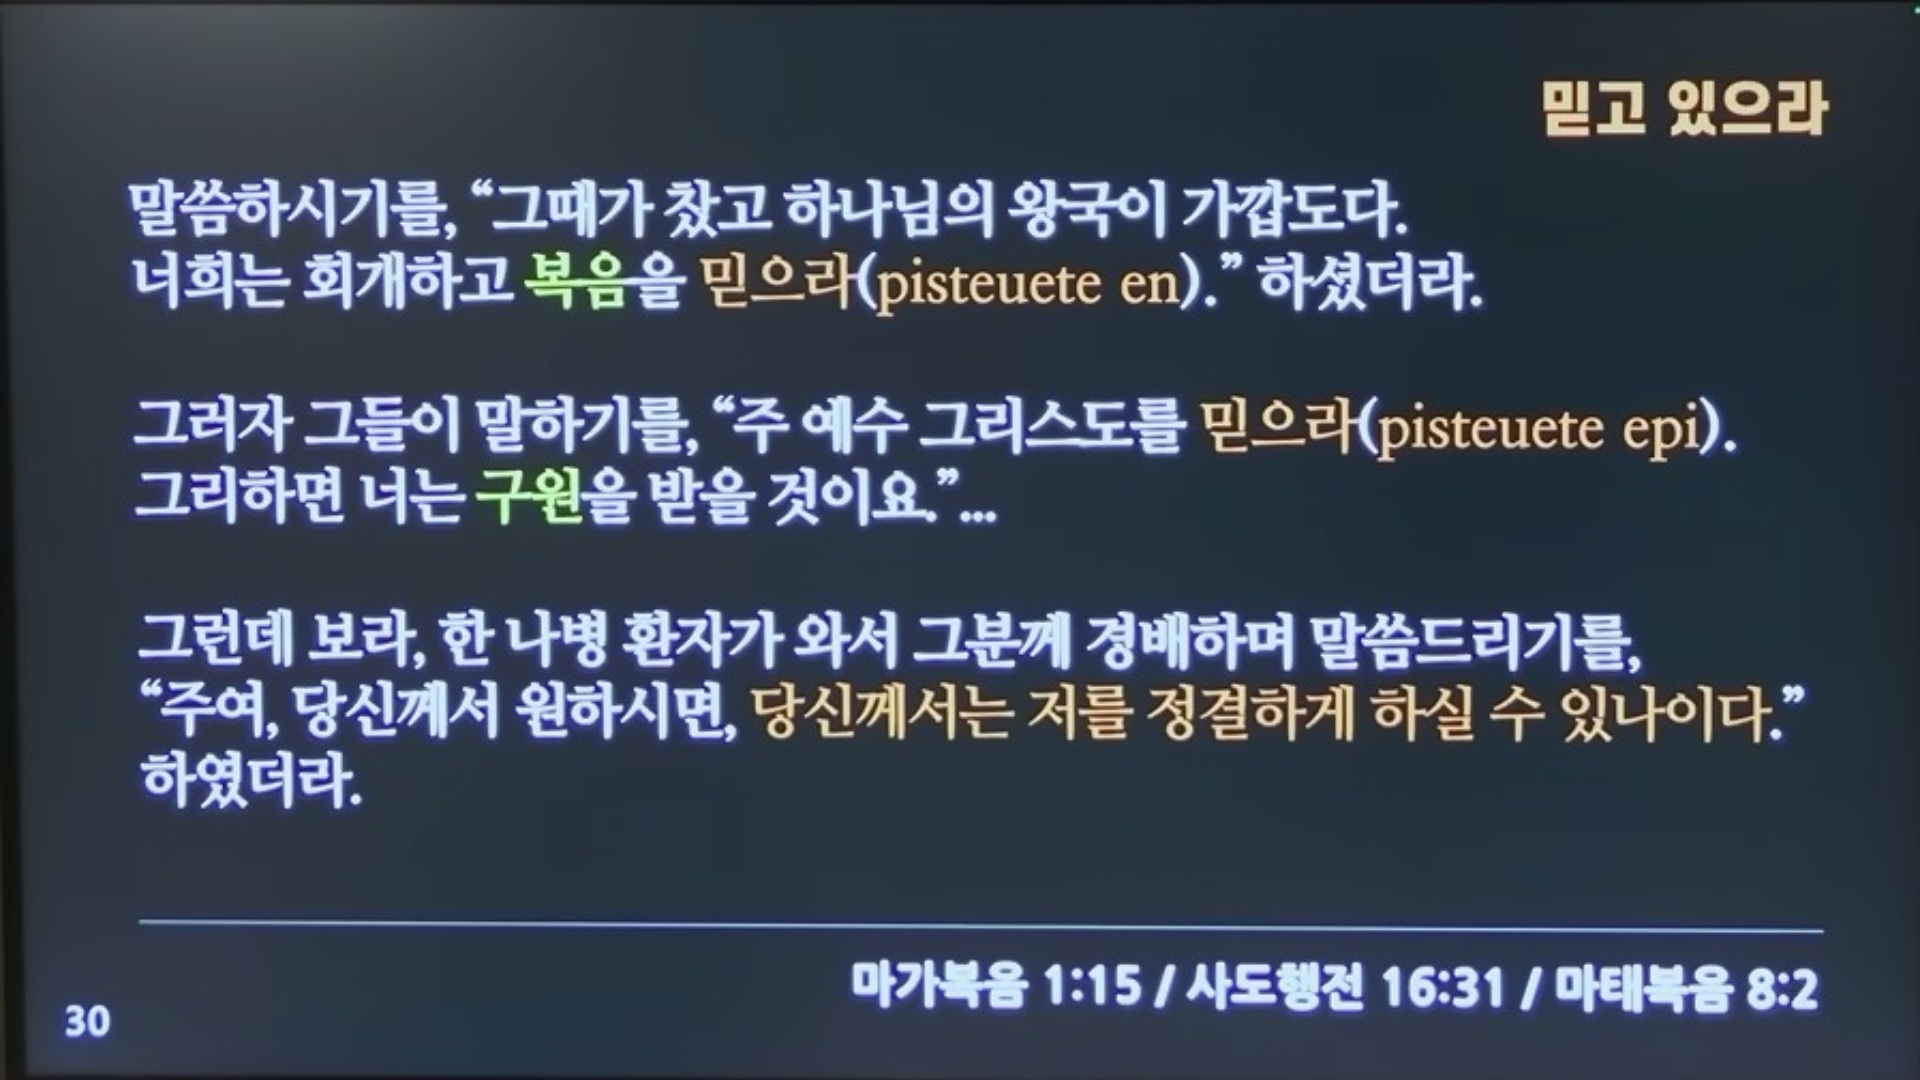 믿고 있으라
말씀하시기를, “그때가 찼고 하나님의 왕국이 가깝도다.
너희는 회개하고 복음을 믿으라(pisteuete en).” 하셨더라.
그러자 그들이 말하기를, “주 예수 그리스도를 믿으라(pisteuete epi).
그리하면 너는 구원을 받을 것이요.”...
그런데 보라, 한 나병 환자가 와서 그분께 경배하며 말씀드리기를,
“주여, 당신께서 원하시면, 당신께서는 저를 정결하게 하실 수 있나이다.”
하였더라.
마가복음 1:15 / 사도행전 16:31 / 마태복음 8:2
30